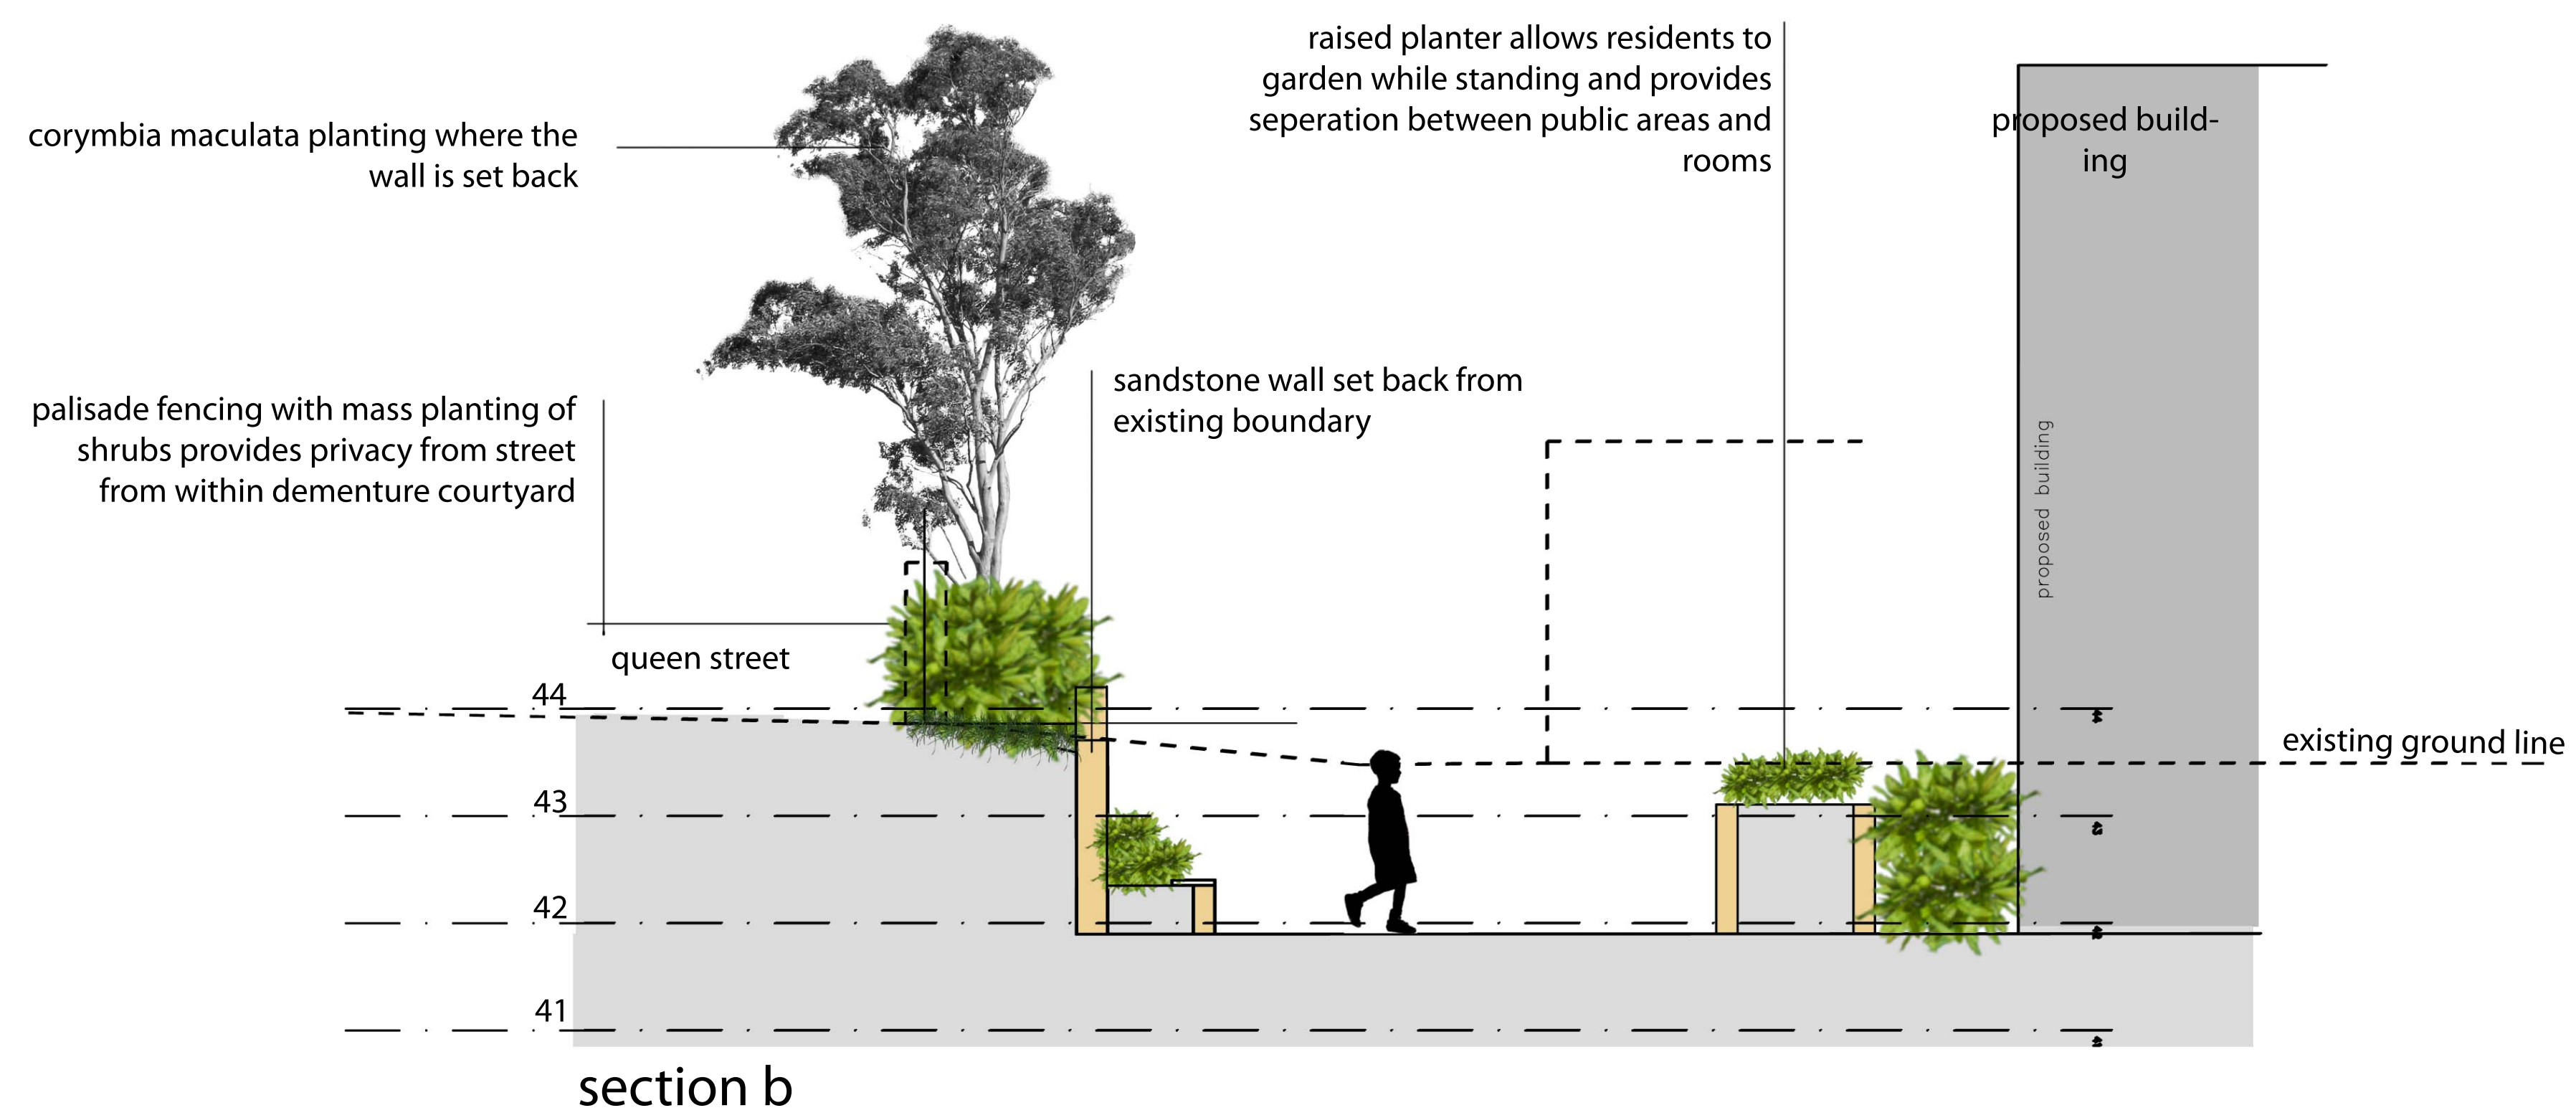 raised planter allows residents to
garden while standing and provides
seperation between public areas and
rooms
proposed build-
ing
corymbia maculata planting where the
wall is set back
sandstone wall set back from
existing boundary
palisade fencing with mass planting of
shrubs provides privacy from street
from within dementure courtyard
proposed building
queen street
44
existing ground line
43
42
41
section b